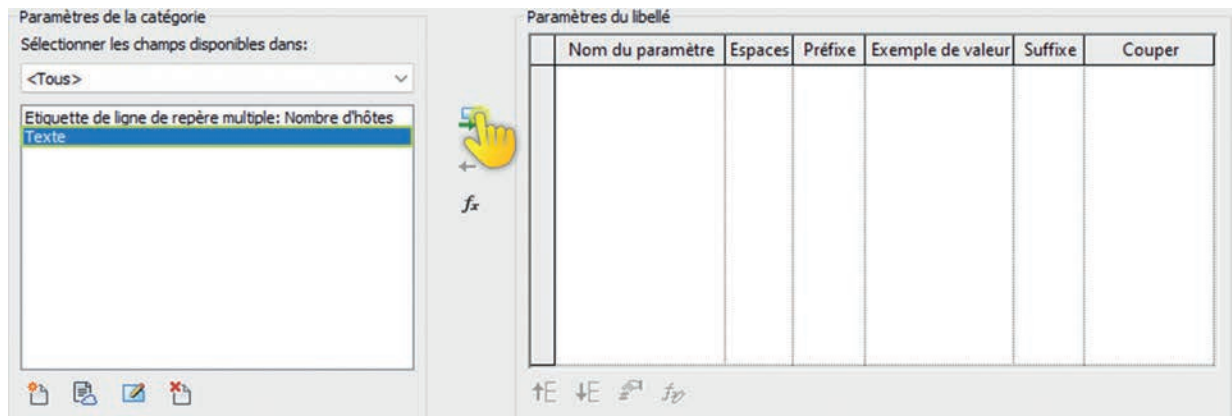 Paramètres de la catégorie
Sélectionner les champs disponibles dans:
<Tous>
Etiquette de ligne de repère multiple: Nombre d'hôtes
Texte
fx
Paramètres du libellé
Nom du paramètre Espaces Préfixe Exemple de valeur Suffixe Couper